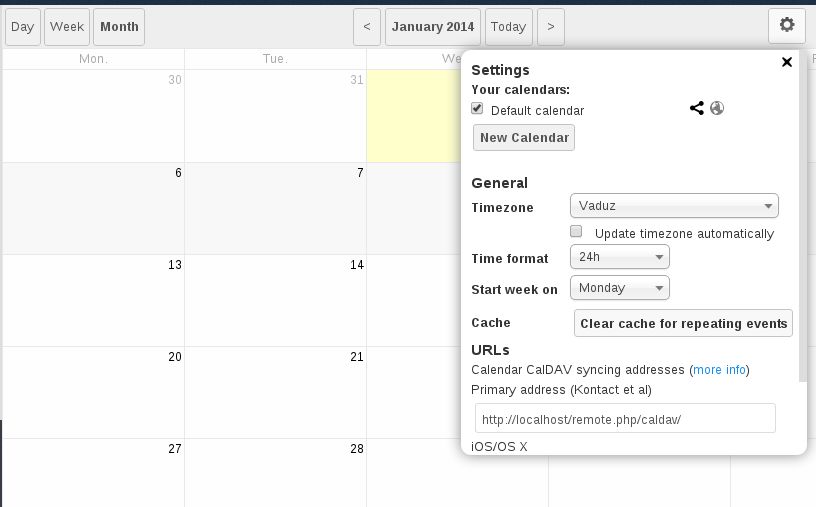 Day Week Month < January 2014 Today >
Mon. Tue. We
Settings
Your calendars:
Default calendar
New Calendar
General
Timezone Vaduz
Update timezone automatically
Time format 24h
Start week on Monday
Cache Clear cache for repeating events
URLs
Calendar CalDAV syncing addresses (more info)
Primary address (Kontact et al)
http://localhost/remote.php/caldav/
iOS/OS X
30 31
6 7
13 14
20 21
27 28